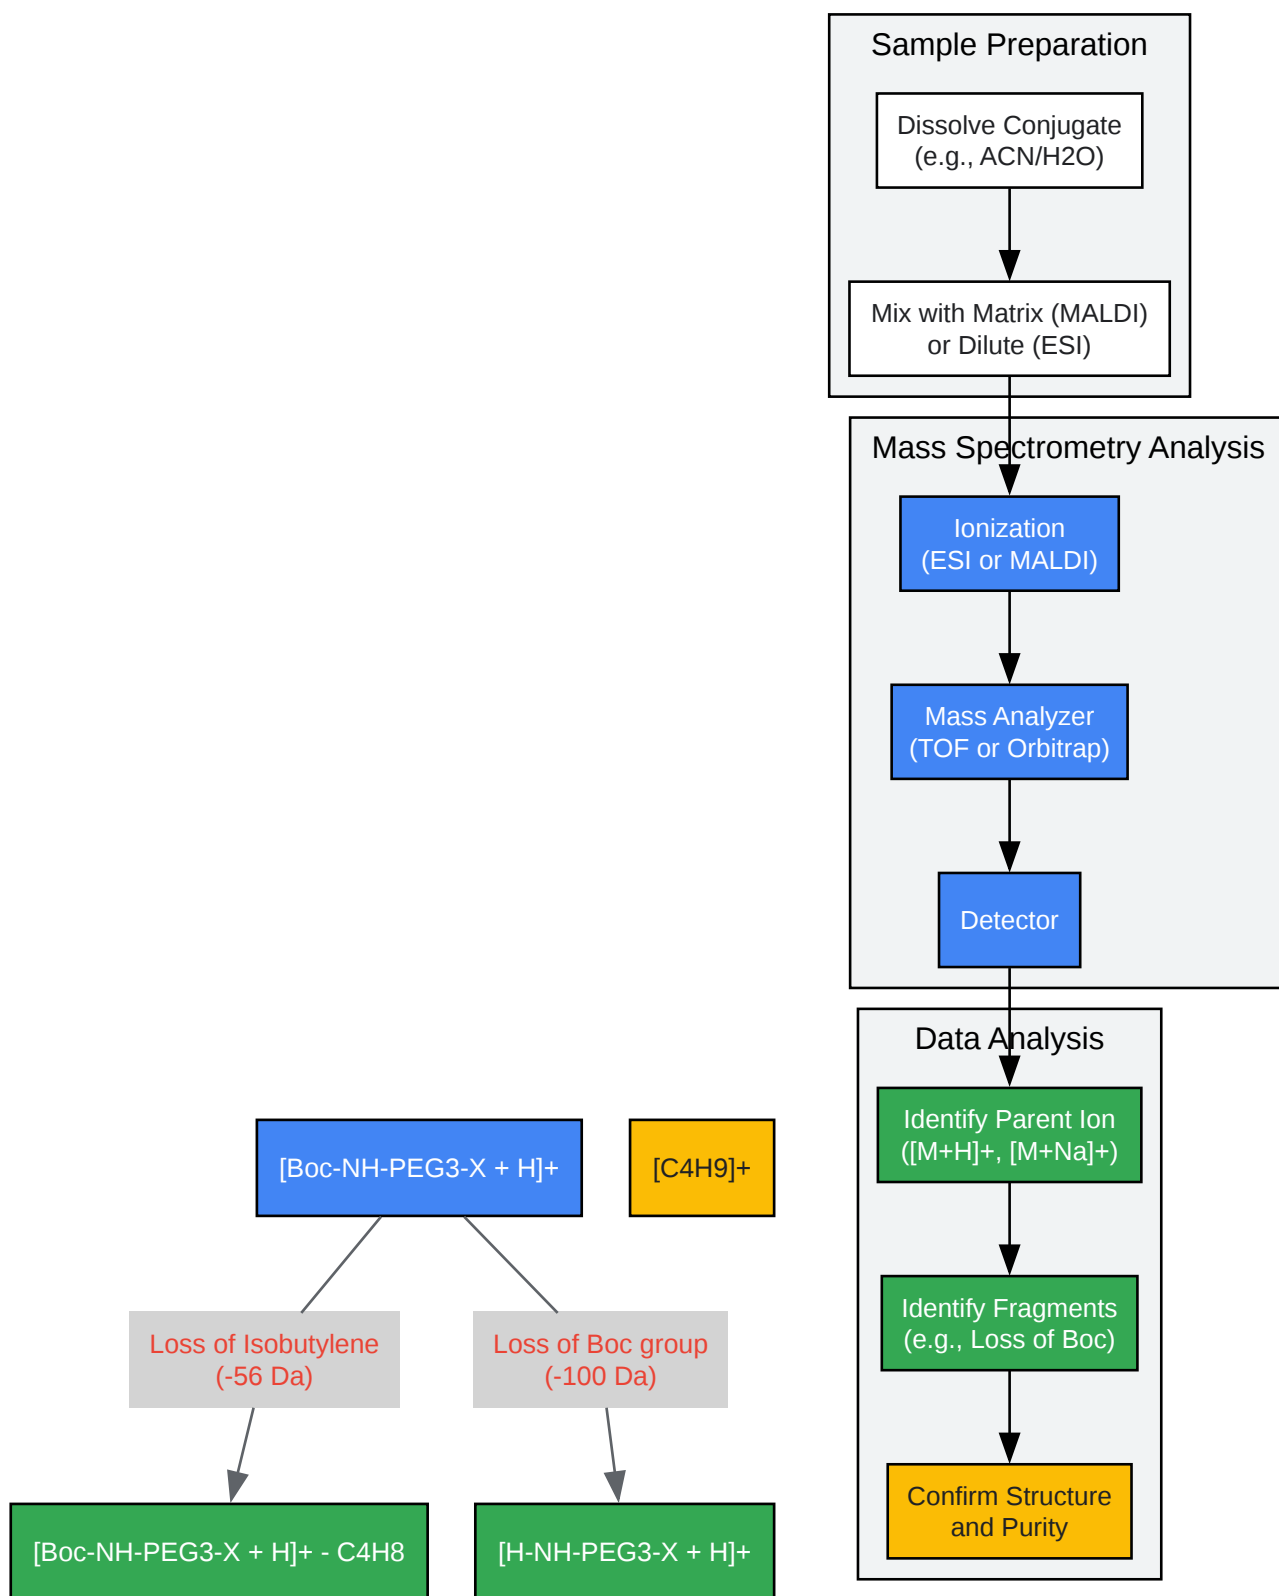 Sample Preparation
Dissolve Conjugate
(e.g., ACN/H2O)
Mix with Matrix (MALDI)
or Dilute (ESI)
Mass Spectrometry Analysis
Ionization
(ESI or MALDI)
Mass Analyzer
(TOF or Orbitrap)
Detector
Data Analysis
Identify Parent Ion
([M+H]+, [M+Na]+)
Identify Fragments
(e.g., Loss of Boc)
Confirm Structure
and Purity
[Boc-NH-PEG3-X + H]+
[C4H9]+
Loss of Isobutylene
(-56 Da)
Loss of Boc group
(-100 Da)
[Boc-NH-PEG3-X + H]+ - C4H8
[H-NH-PEG3-X + H]+